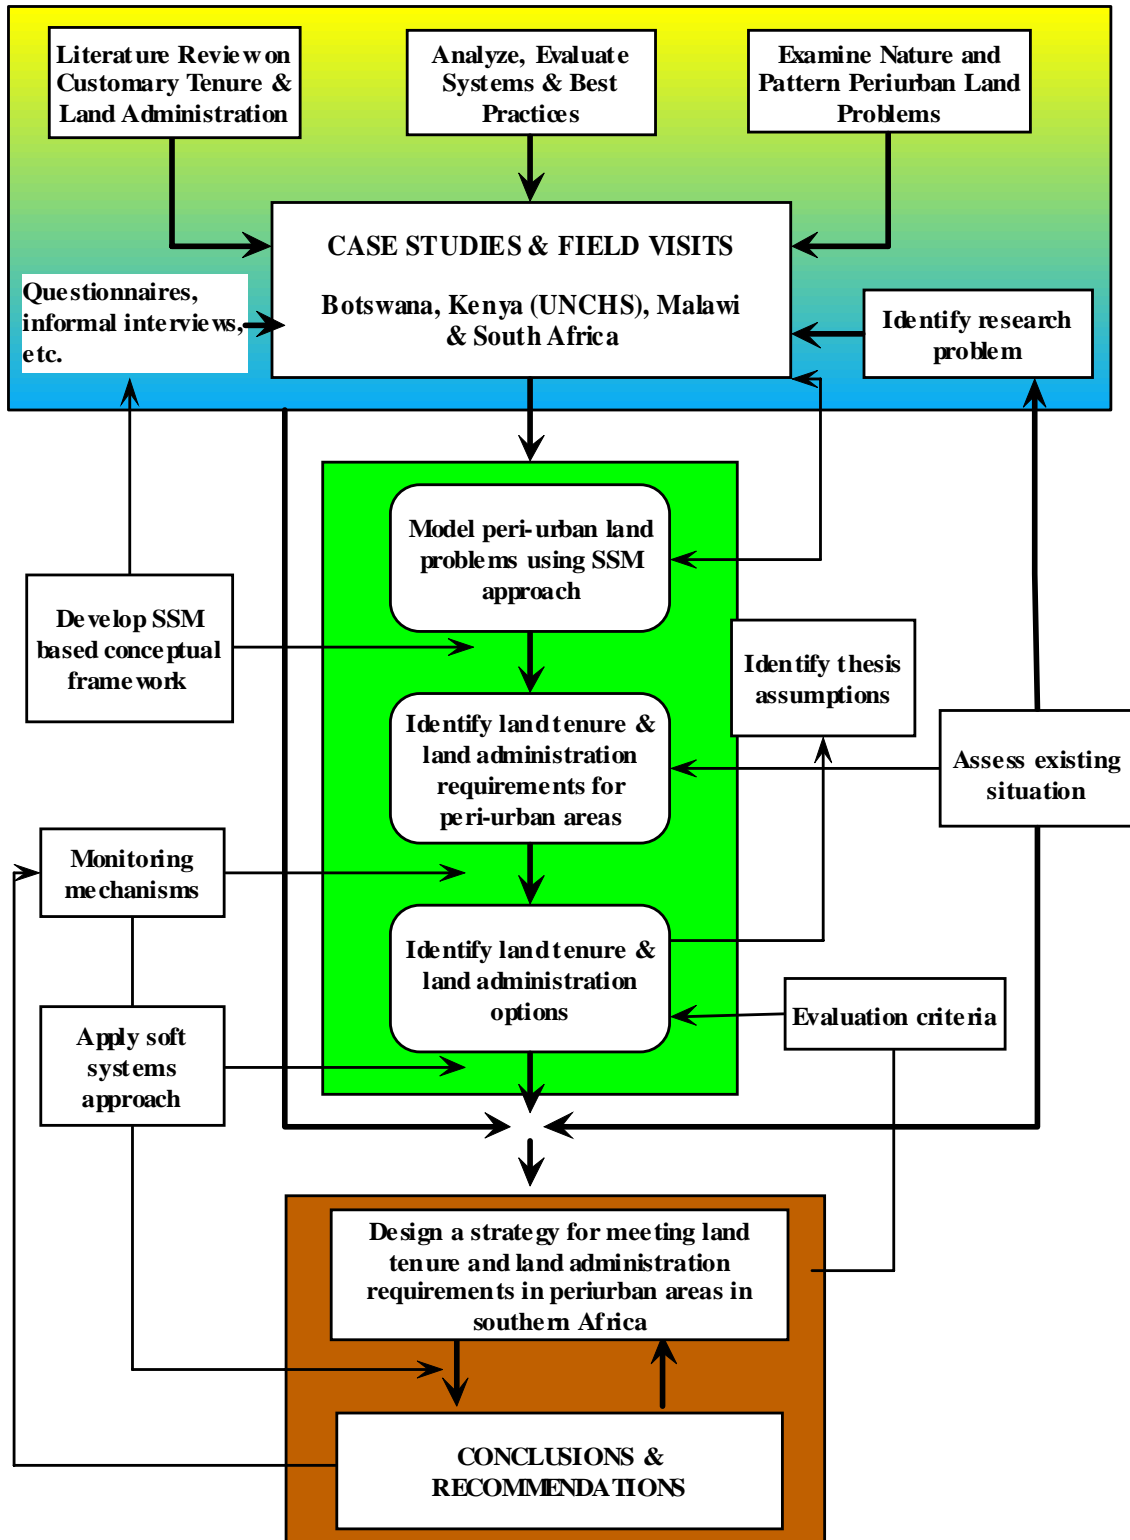 Literature Review on
Customary Tenure &
Land Administration
Analyze, Evaluate
Systems & Best
Practices
Examine Nature and
Pattern Periurban Land
Problems
CASE STUDIES & FIELD VISITS
Botswana, Kenya (UNCHS), Malawi
& South Africa
Questionnaires,
informal interviews,
etc.
Identify research
problem
Model peri-urban land
problems using SSM
approach
Develop SSM
based conceptual
framework
Identify thesis
assumptions
Identify land tenure &
land administration
requirements for
peri-urban areas
Assess existing
situation
Monitoring
mechanisms
Identify land tenure &
land administration
options
Evaluation criteria
Apply soft
systems
approach
Design a strategy for meeting land
tenure and land administration
requirements in periurban areas in
southern Africa
CONCLUSIONS &
RECOMMENDATIONS